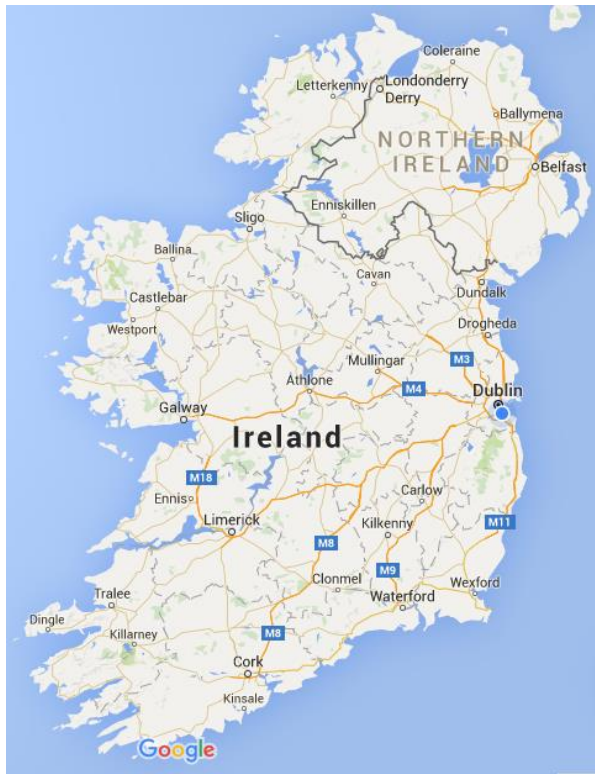 Coleraine
Letterkenny
Londonderry
Derry
Ballymena
NORTHERN
IRELAND
Belfast
Enniskillen
Sligo
Ballina
Cavan
Dundalk
Castlebar
Westport
Drogheda
Mullingar
M3
Athlone
M4
Dublin
Galway
Ireland
M18
Ennis
Carlow
Limerick
Kilkenny
M11
M8
M9
Clonmel
Wexford
Tralee
Waterford
Dingle
Killarney
M8
Cork
Kinsale
Google